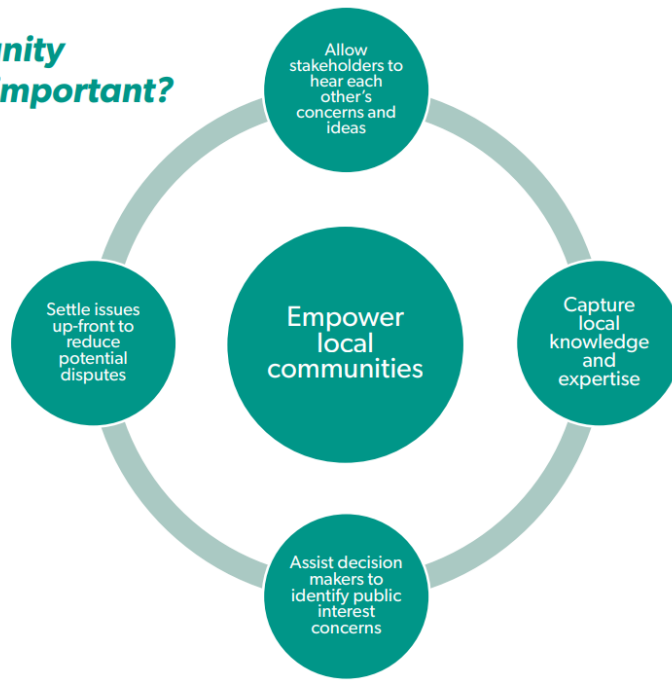 unity
important?
Allow
stakeholders to
hear each
other's
concerns and
ideas
Settle issues
up-front to
reduce
potential
disputes
Empower
local
communities
Capture
local
knowledge
and
expertise
Assist decision
makers to
identify public
interest
concerns